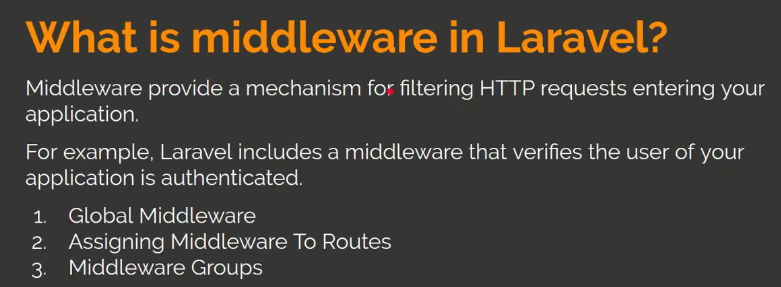 What is middleware in Laravel?
Middleware provide a mechanism for filtering HTTP requests entering your
application.
For example, Laravel includes a middleware that verifies the user of your
application is authenticated.
1. Global Middleware
2. Assigning Middleware To Routes
3. Middleware Groups